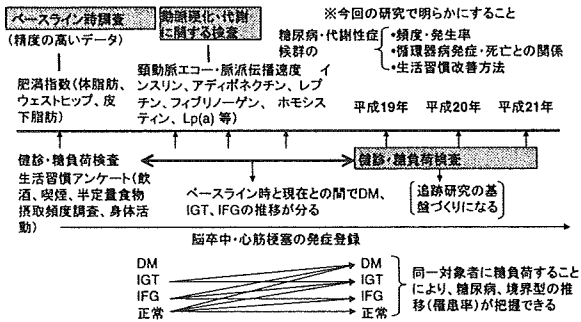 ベースライン時調査
(精度の高いデータ)
肥満指数(体脂肪、
ウェストヒップ、皮
下脂肪)
動脈硬化・代謝
に関する検査
頚動脈エコー・脈派伝播速度 イ
ンスリン、アディポネクチン、レプ
チン、フィブリノーゲン、ホモシス
ティン、Lp(a) 等)
※今回の研究で明らかにすること
糖尿病・代謝性症
候群の
•頻度・発生率
•循環器病発症・死亡との関係
•生活習慣改善方法
平成19年 平成20年 平成21年
健診・糖負荷検査
生活習慣アンケート(飲
酒、喫煙、半定量食物
摂取頻度調査、身体活
動)
ベースライン時と現在との間でDM、
IGT、IFGの推移が分る
健診・糖負荷検査
追跡研究の基
盤づくりになる
脳卒中・心筋梗塞の発症登録
DM
IGT
IFG
正常
DM
IGT
IFG
正常
同一対象者に糖負荷すること
により、糖尿病、境界型の推
移(罹患率)が把握できる